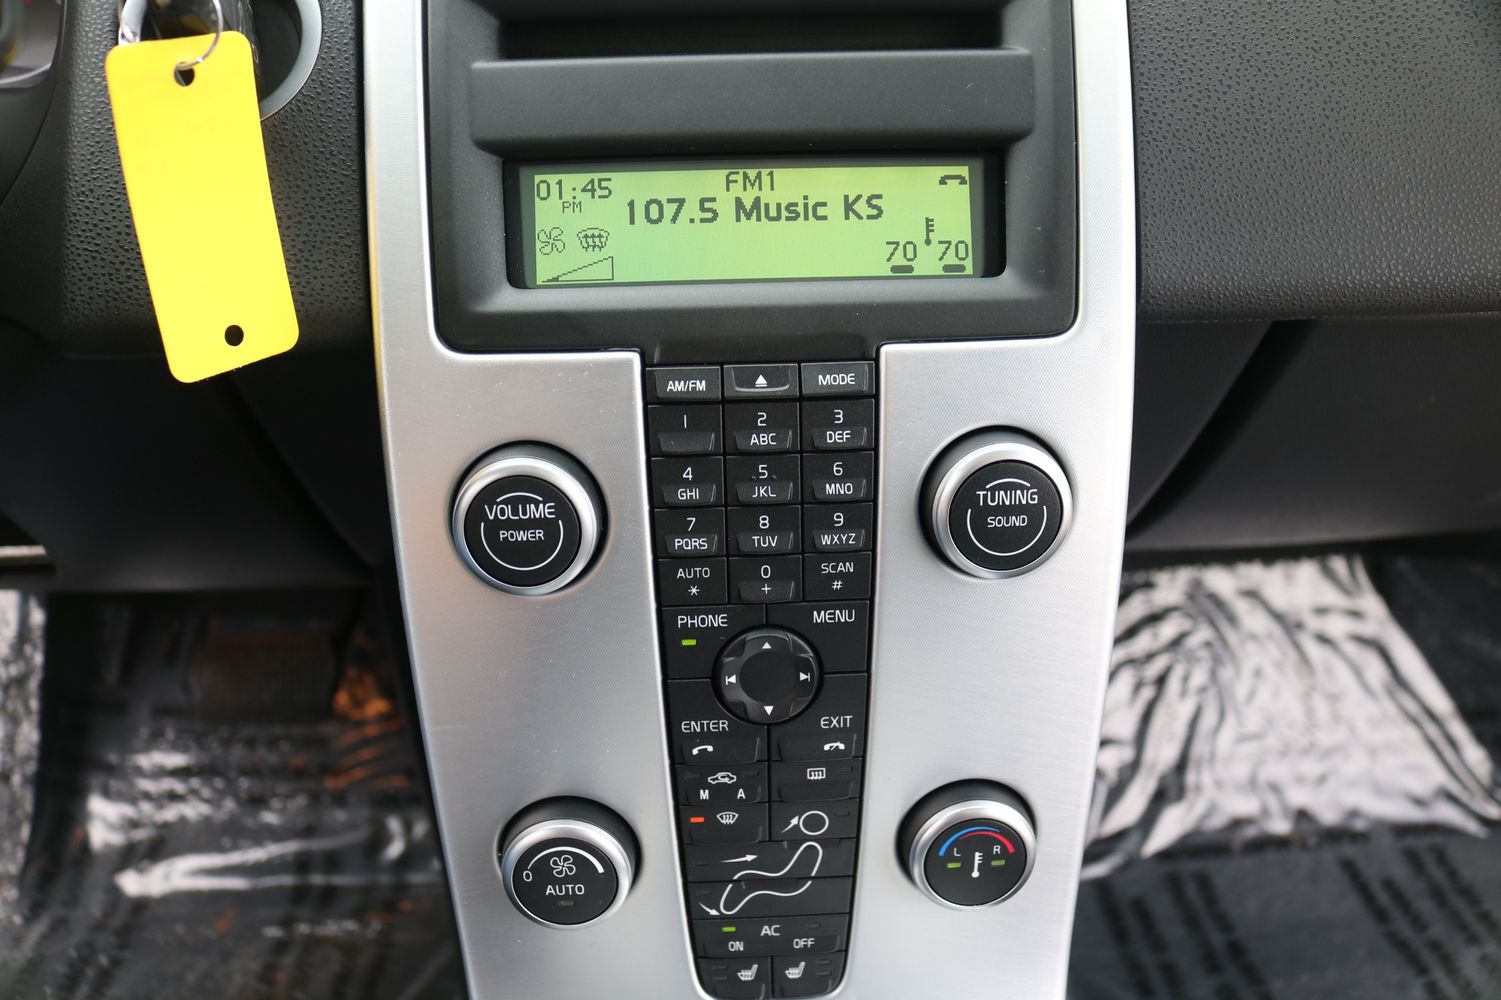 01:45
PM
FM1
107.5 Music KS
70 70
AM/FM
MODE
1
2
ABC
3
DEF
4
GHI
5
JKL
6
MNO
7
PQRS
8
TUV
9
WXYZ
AUTO
*
0
+
SCAN
#
VOLUME
POWER
TUNING
SOUND
PHONE
MENU
ENTER
EXIT
M A
0
AUTO
L R
AC
ON OFF